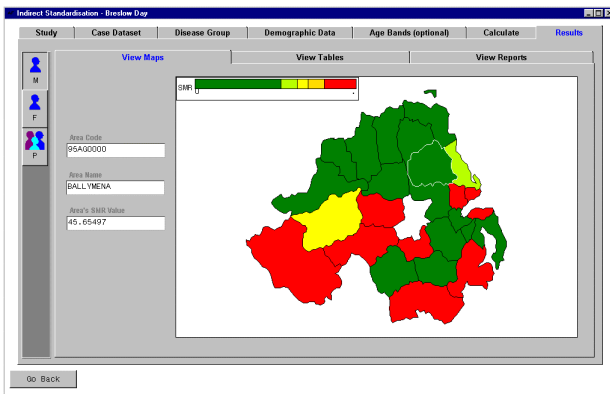 Indirect Standardisation - Breslow Day
Study Case Dataset Disease Group Demographic Data Age Bands (optional) Calculate Results
View Maps View Tables View Reports
M
F
P
SMR
0
Area Code
95AGOOOO
Area Name
BALLYMENA
Area's SMR Value
45.65497
Go Back